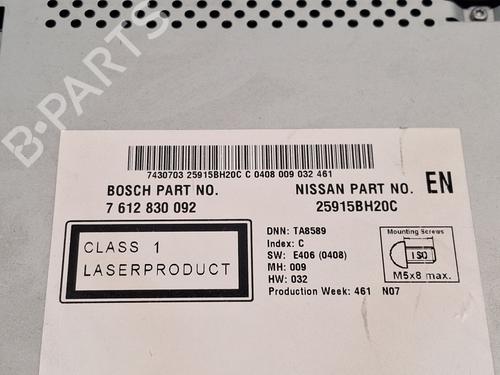 B-PARTS
7430703 25915BH20C C 0408 009 032 461
BOSCH PART NO.
7 612 830 092
NISSAN PART NO.
25915BH20C
EN
CLASS 1
LASERPRODUCT
DNN: TA8589
Index: C
SW: E406 (0408)
MH: 009
HW: 032
Production Week: 461 N07
Mounting Screws
ISO
M5x8 max.